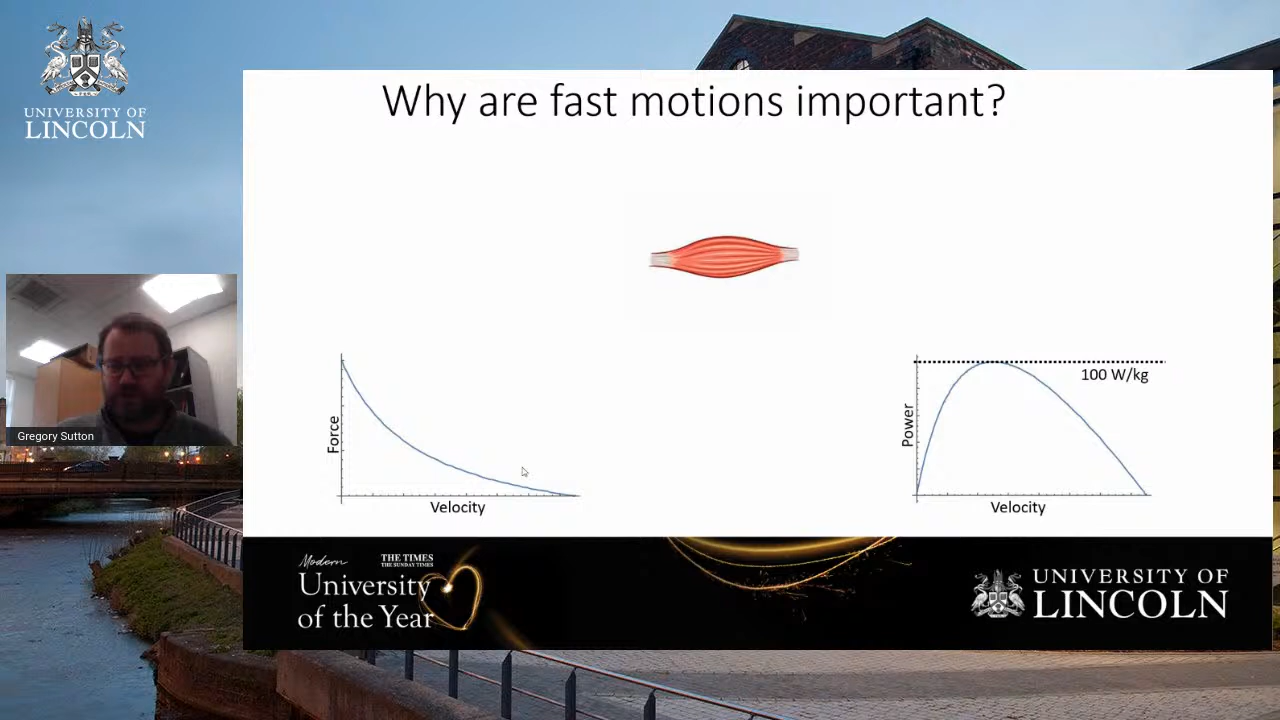 UNIVERSITY OF
LINCOLN
Why are fast motions important?
Gregory Sutton
Force
Velocity
100 W/kg
Power
Velocity
Modern
THE TIMES
THE SUNDAY TIMES
University
of the Year
UNIVERSITY OF
LINCOLN